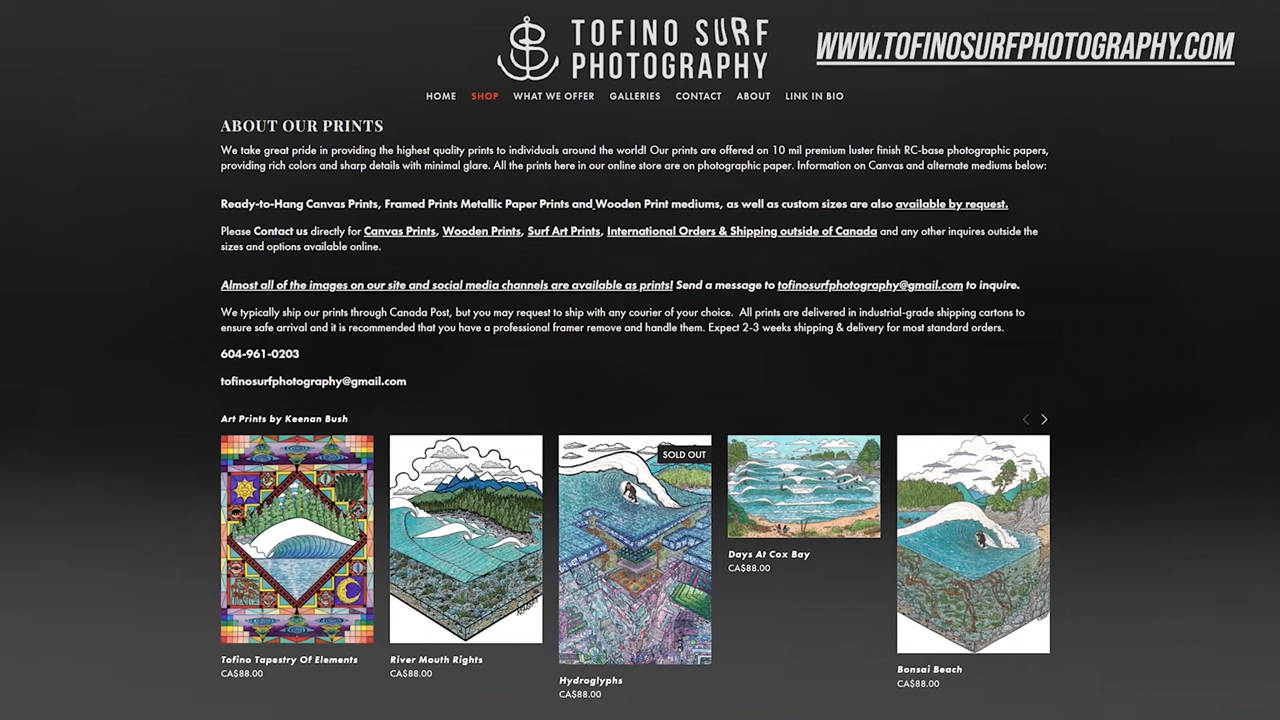 TOFINO SURF
PHOTOGRAPHY
WWW.TOFINOSURFPHOTOGRAPHY.COM
HOME SHOP WHAT WE OFFER GALLERIES CONTACT ABOUT LINK IN BIO
ABOUT OUR PRINTS
We take great pride in providing the highest quality prints to individuals around the world! Our prints are offered on 10 mil premium luster finish RC-base photographic papers,
providing rich colors and sharp details with minimal glare. All the prints here in our online store are on photographic paper. Information on Canvas and alternate mediums below:
Ready-to-Hang Canvas Prints, Framed Prints Metallic Paper Prints and Wooden Print mediums, as well as custom sizes are also available by request.
Please Contact us directly for Canvas Prints, Wooden Prints, Surf Art Prints, International Orders & Shipping outside of Canada and any other inquires outside the
sizes and options available online.
Almost all of the images on our site and social media channels are available as prints! Send a message to tofinosurfphotography@gmail.com to inquire.
We typically ship our prints through Canada Post, but you may request to ship with any courier of your choice. All prints are delivered in industrial-grade shipping cartons to
ensure safe arrival and it is recommended that you have a professional framer remove and handle them. Expect 2-3 weeks shipping & delivery for most standard orders.
604-961-0203
tofinosurfphotography@gmail.com
Art Prints by Keenan Bush
SOLD OUT
Tofino Tapestry Of Elements
CA$88.00
River Mouth Rights
CA$88.00
Hydroglyphs
CA$88.00
Days At Cox Bay
CA$88.00
Bonsai Beach
CA$88.00